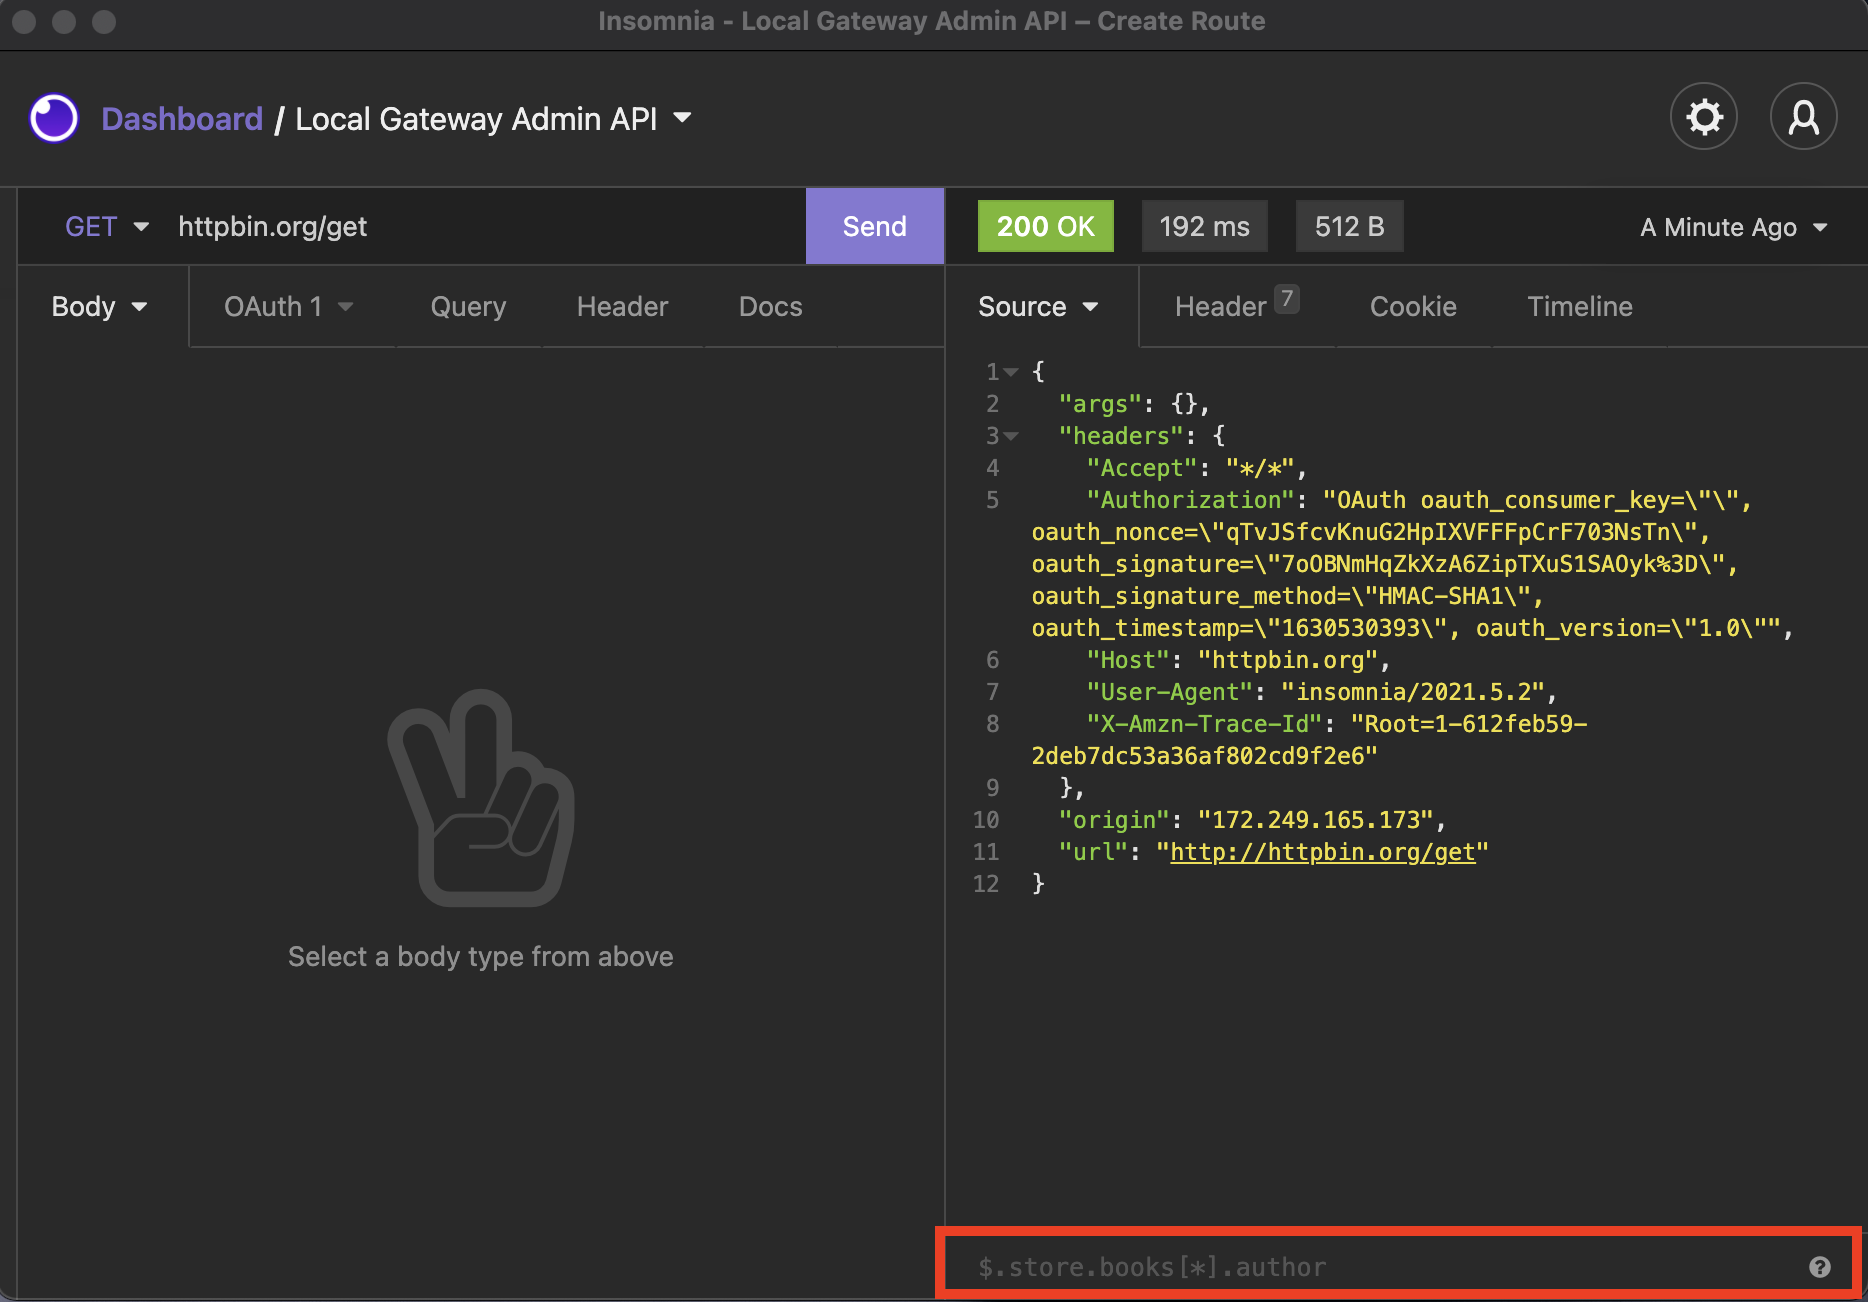 Insomnia - Local Gateway Admin API – Create Route
Dashboard / Local Gateway Admin API
GET httpbin.org/get Send 200 OK 192 ms 512 B A Minute Ago
Body OAuth 1 Query Header Docs Source Header 7 Cookie Timeline
1 {
2 "args": {},
3 "headers": {
4 "Accept": "*/*",
5 "Authorization": "OAuth oauth_consumer_key=\"\",
oauth_nonce=\"qTvJSfcvKnuG2HpIXVFFFpCrF703NsTn\",
oauth_signature=\"7oOBNmHqZkXzA6ZipTXuS1SAOyk%3D\",
oauth_signature_method=\"HMAC-SHA1\",
oauth_timestamp=\"1630530393\", oauth_version=\"1.0\"",
6 "Host": "httpbin.org",
7 "User-Agent": "insomnia/2021.5.2",
8 "X-Amzn-Trace-Id": "Root=1-612feb59-
2deb7dc53a36af802cd9f2e6"
9 },
10 "origin": "172.249.165.173",
11 "url": "http://httpbin.org/get"
12 }
Select a body type from above
$.store.books[*].author ?